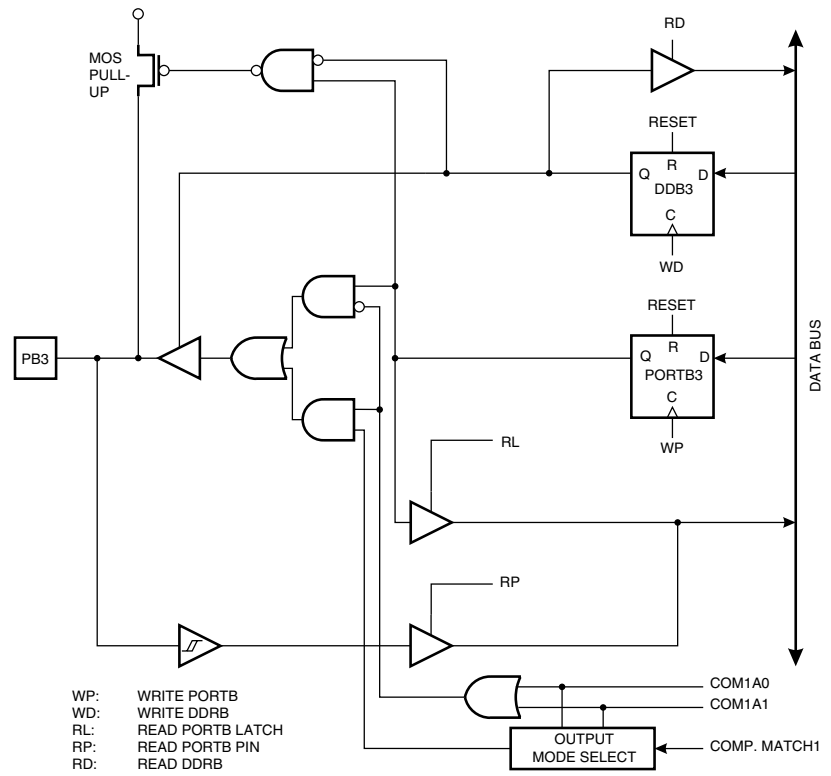 RD
MOS
PULL-
UP
RESET
R
Q
D
DDB3
C
WD
RESET
R
Q
D
PORTB3
C
WP
PB3
DATA BUS
RL
RP
COM1A0
COM1A1
OUTPUT
MODE SELECT
COMP. MATCH1
WP: WRITE PORTB
WD: WRITE DDRB
RL: READ PORTB LATCH
RP: READ PORTB PIN
RD: READ DDRB